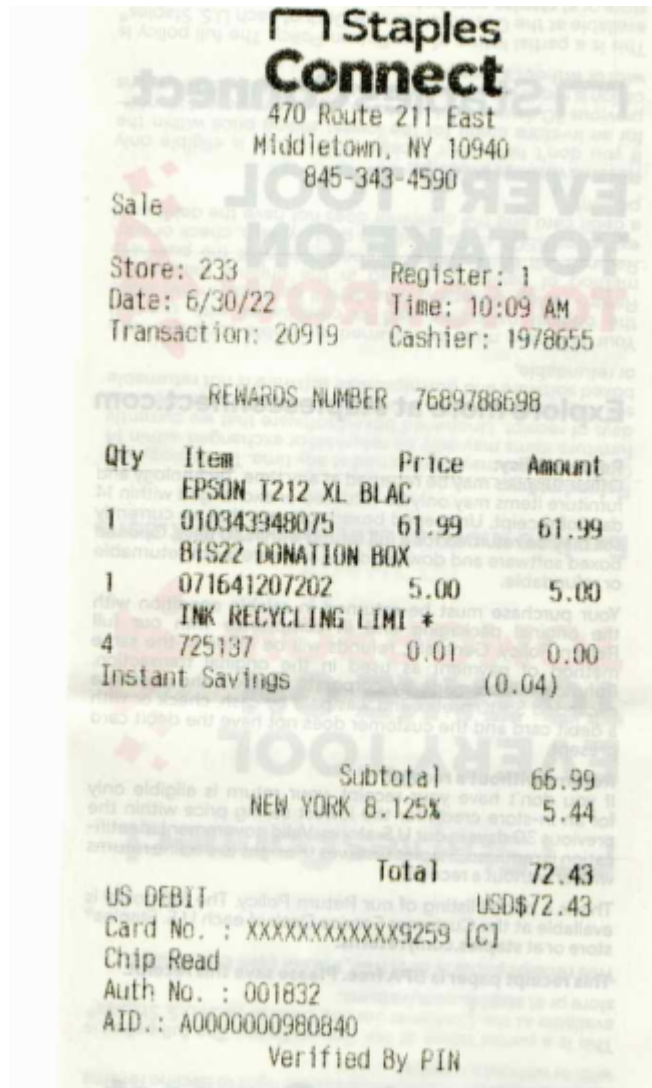 Staples
Connect
470 Route 211 East
Middletown, NY 10940
845-343-4590
Sale
Store: 233 Register: 1
Date: 6/30/22 Time: 10:09 AM
Transaction: 20919 Cashier: 1978655
REWARDS NUMBER 7689788698
Qty Item Price Amount
EPSON T212 XL BLAC
1 010343948075 61.99 61.99
BTS22 DONATION BOX
1 071641207202 5.00 5.00
INK RECYCLING LIMI *
4 725137 0.01 0.00
Instant Savings (0.04)
Subtotal 66.99
NEW YORK 8.125% 5.44
Total 72.43
US DEBIT USD$72.43
Card No. : XXXXXXXXXXXX9259 [C]
Chip Read
Auth No. : 001832
AID.: A0000000980840
Verified By PIN